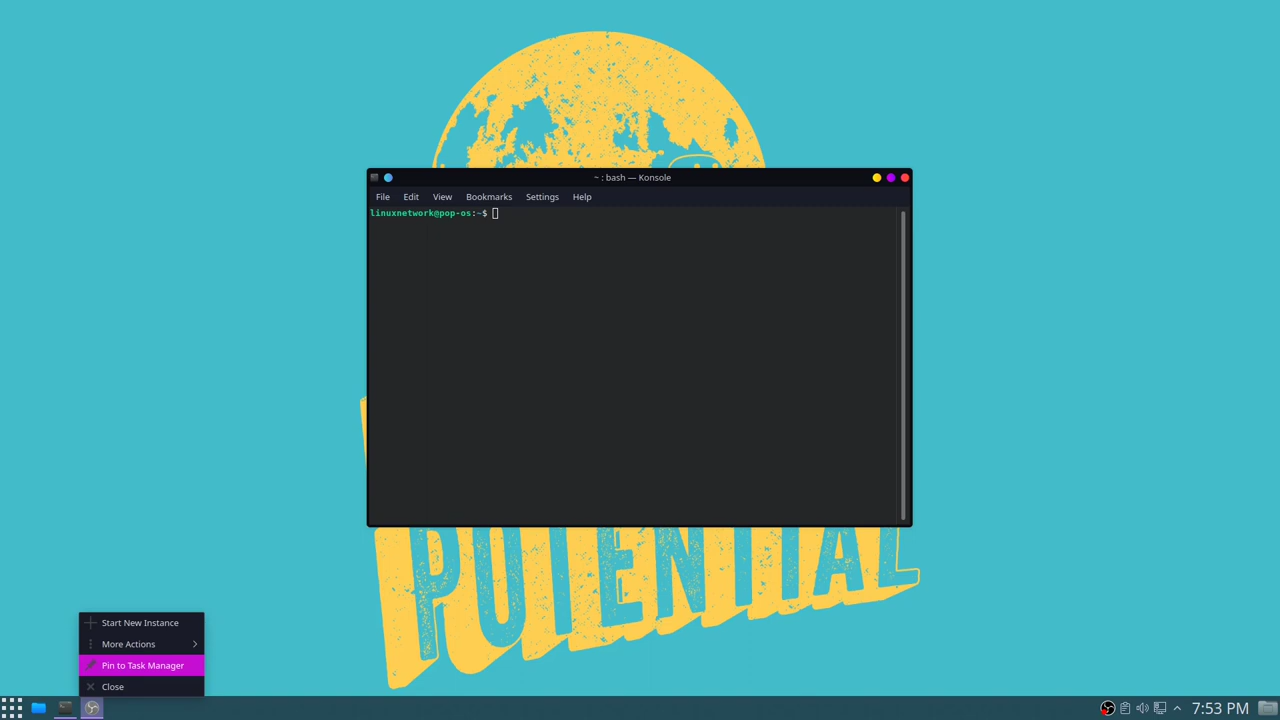 ~ : bash — Konsole
File Edit View Bookmarks Settings Help
linuxnetwork@pop-os:~$
POTENTIAL
Start New Instance
More Actions
Pin to Task Manager
Close
7:53 PM